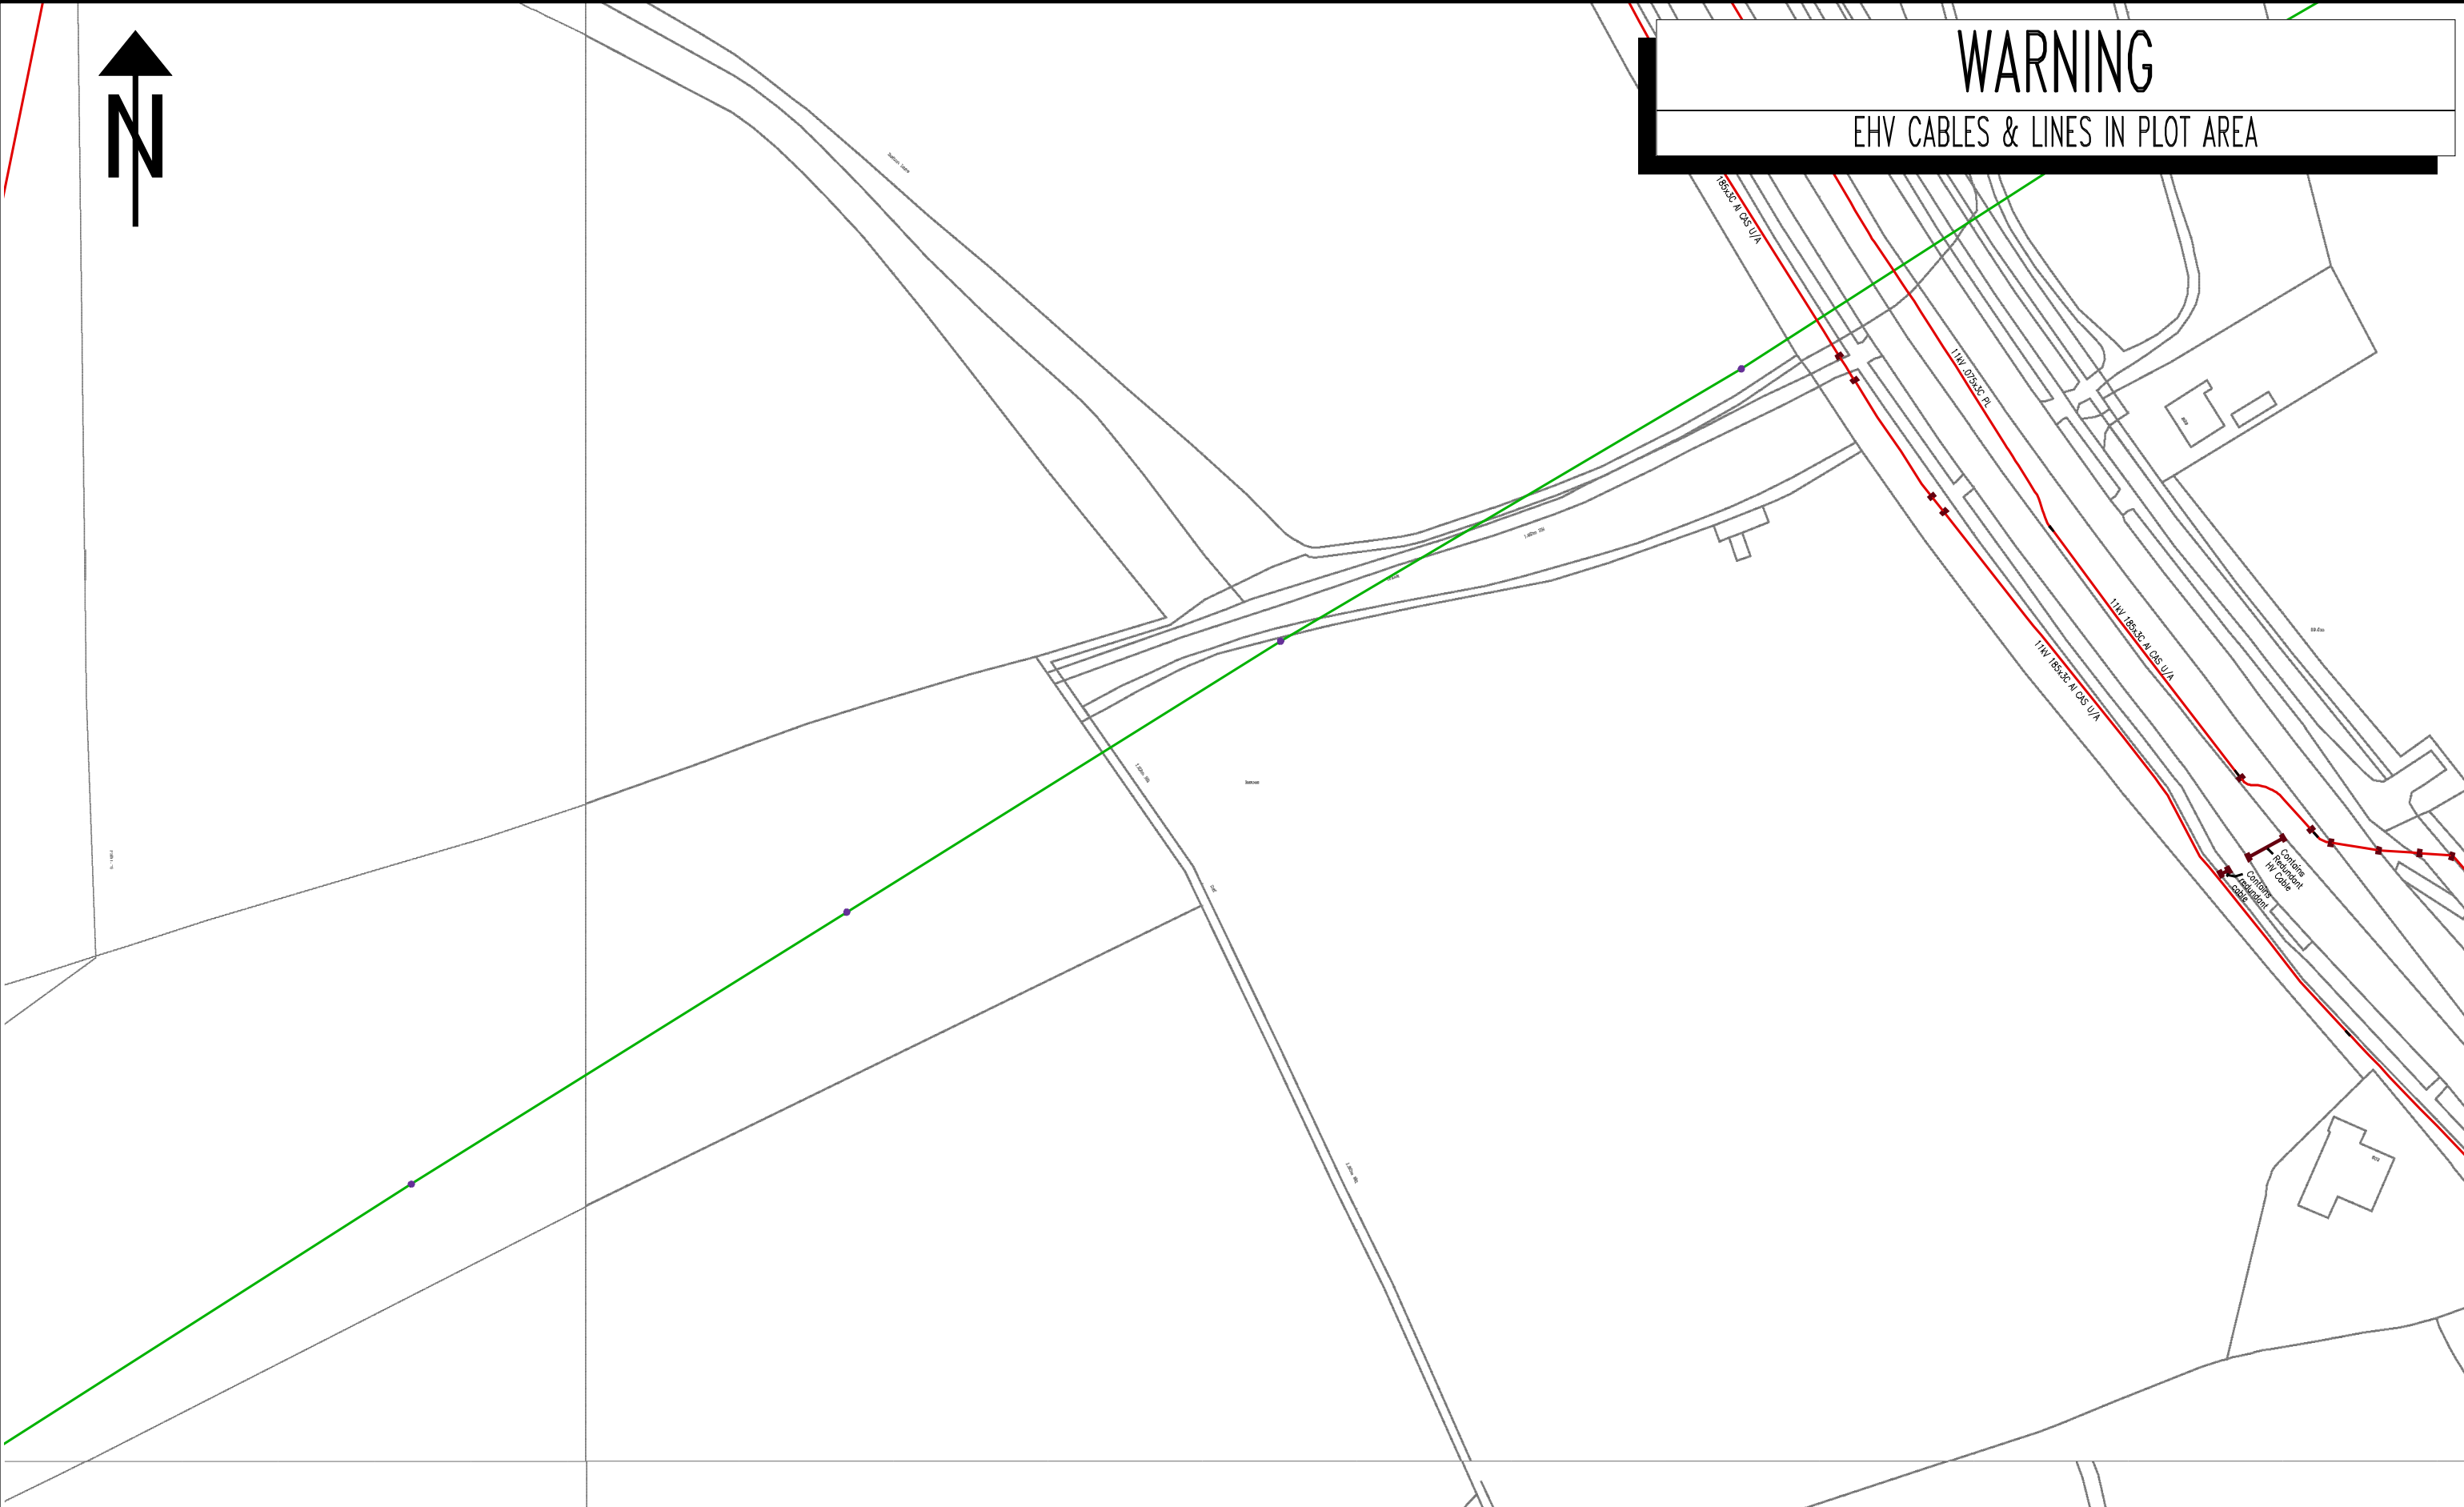 N
WARNING
EHV CABLES & LINES IN PLOT AREA
185x3C Al CAS U/A
11kV .075x3C PL
11kV 185x3C Al CAS U/A
11kV 185x3C Al CAS U/A
Contains
Redundant
HV Cable
Contains
redundant
cable